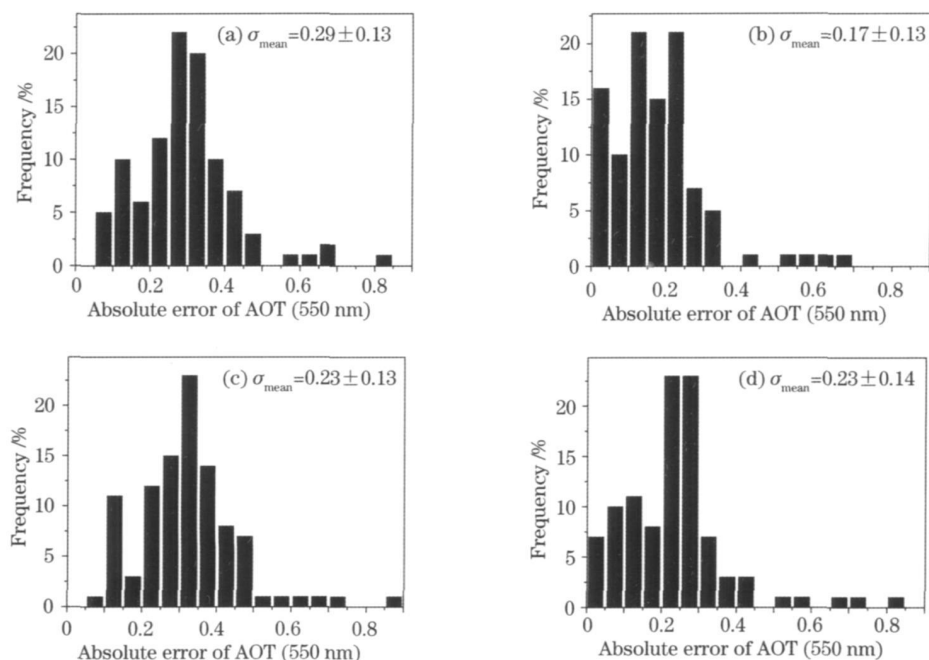 (a) σmean=0.29±0.13
Frequency /%
20
15
10
5
0
0 0.2 0.4 0.6 0.8
Absolute error of AOT (550 nm)
(b) σmean=0.17±0.13
Frequency /%
20
15
10
5
0
0 0.2 0.4 0.6 0.8
Absolute error of AOT (550 nm)
(c) σmean=0.23±0.13
Frequency /%
20
15
10
5
0
0 0.2 0.4 0.6 0.8
Absolute error of AOT (550 nm)
(d) σmean=0.23±0.14
Frequency /%
20
15
10
5
0
0 0.2 0.4 0.6 0.8
Absolute error of AOT (550 nm)